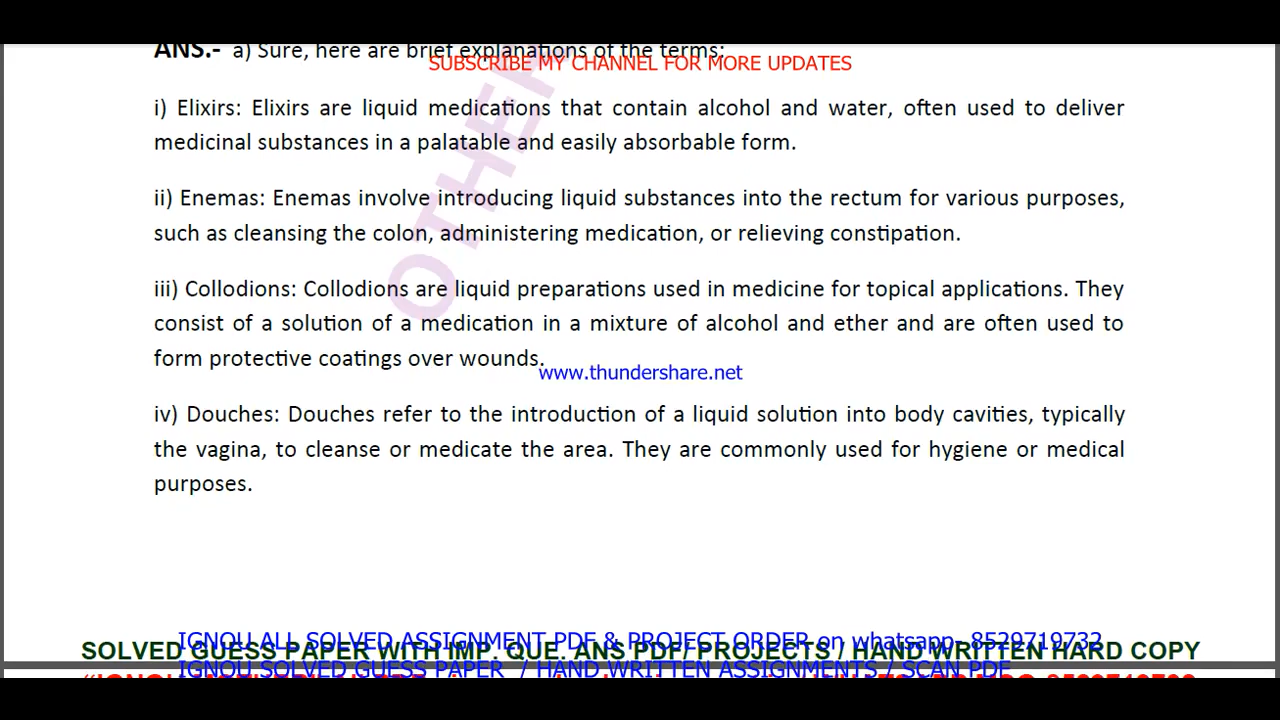 ANS.- a) Sure, here are brief explanations of the terms:
SUBSCRIBE MY CHANNEL FOR MORE UPDATES
i) Elixirs: Elixirs are liquid medications that contain alcohol and water, often used to deliver
medicinal substances in a palatable and easily absorbable form.
ii) Enemas: Enemas involve introducing liquid substances into the rectum for various purposes,
such as cleansing the colon, administering medication, or relieving constipation.
iii) Collodions: Collodions are liquid preparations used in medicine for topical applications. They
consist of a solution of a medication in a mixture of alcohol and ether and are often used to
form protective coatings over wounds.
www.thundershare.net
iv) Douches: Douches refer to the introduction of a liquid solution into body cavities, typically
the vagina, to cleanse or medicate the area. They are commonly used for hygiene or medical
purposes.
IGNOU ALL SOLVED ASSIGNMENT PDF & PROJECT ORDER on whatsapp- 8529719732
SOLVED GUESS PAPER WITH IMP. QUE. ANS PDF/ PROJECTS / HAND WRITTEN HARD COPY
IGNOU SOLVED GUESS PAPER / HAND WRITTEN ASSIGNMENTS / SCAN PDF